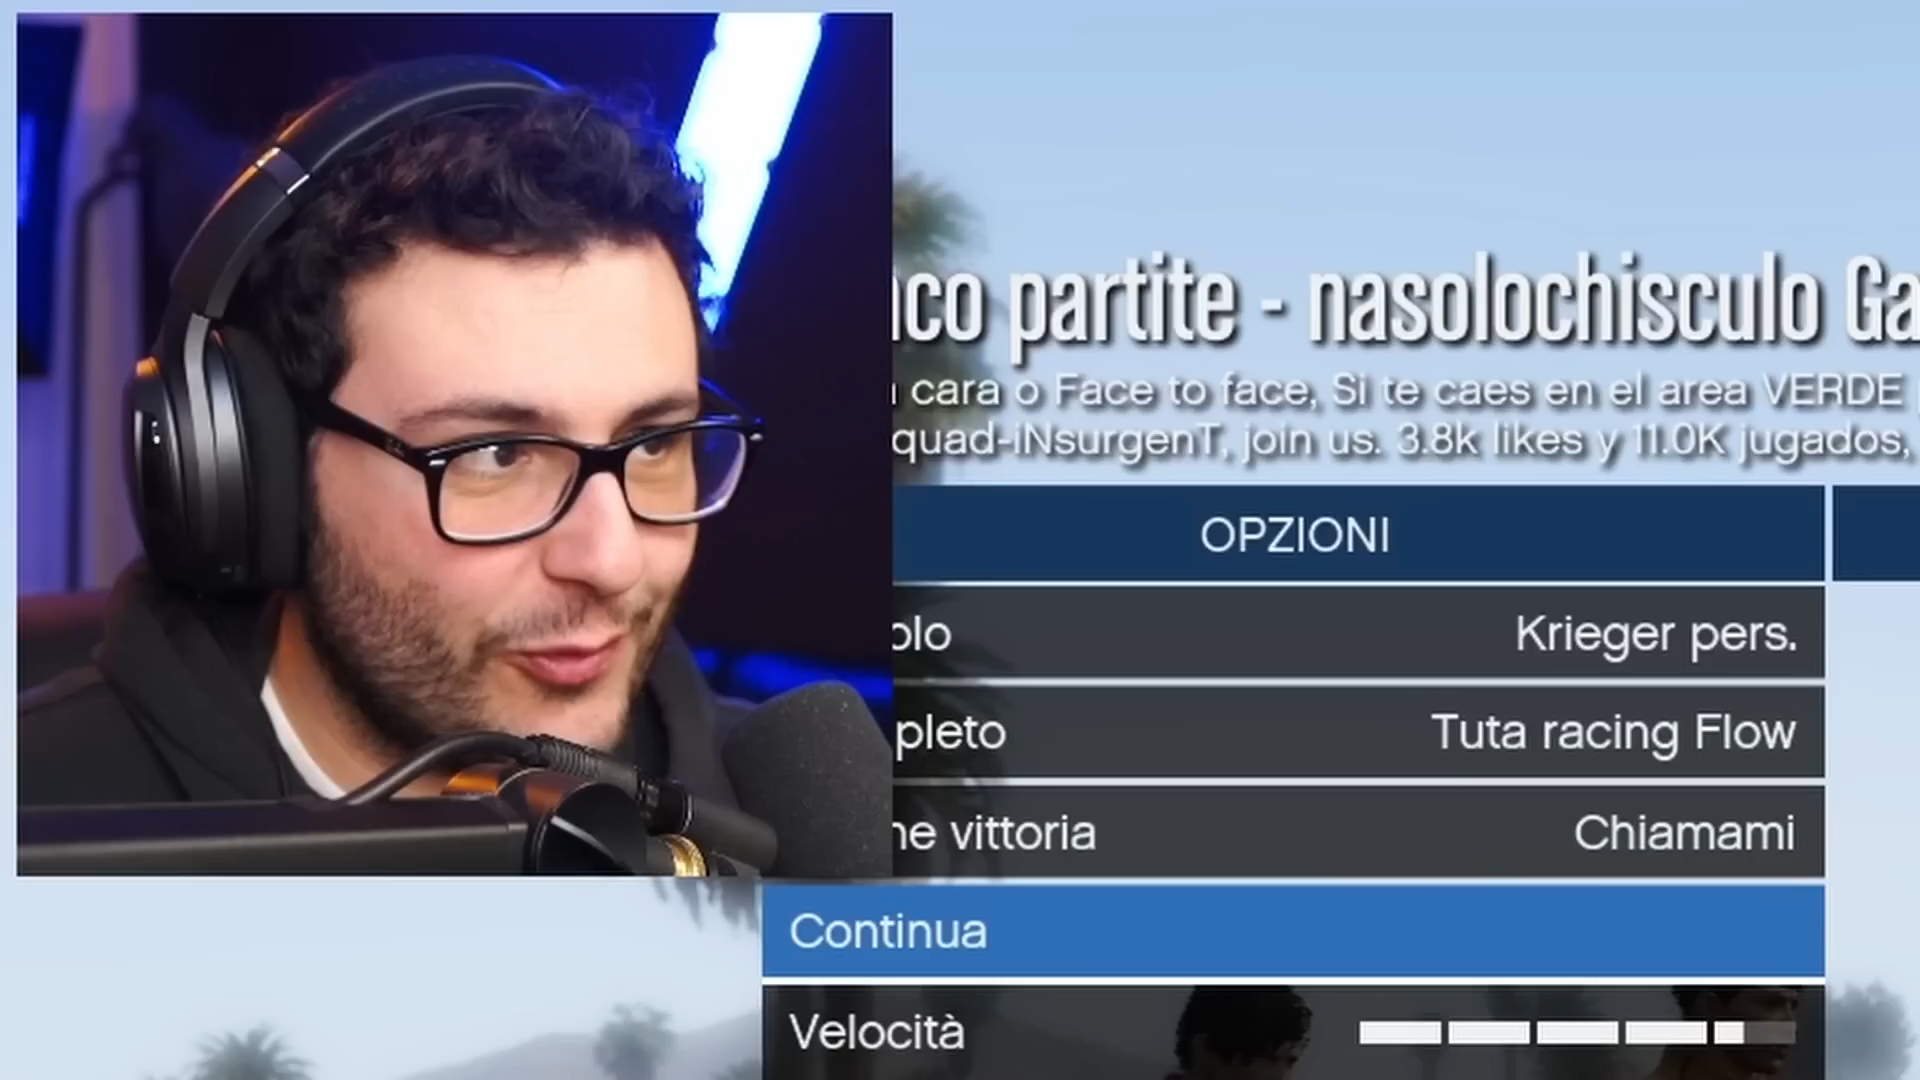 nco partite - nasolochisculo Ga
cara o Face to face, Si te caes en el area VERDE
quad-iNsurgenT, join us. 3.8k likes y 11.0K jugados,
OPZIONI
olo Krieger pers.
pleto Tuta racing Flow
ne vittoria Chiamami
Continua
Velocità